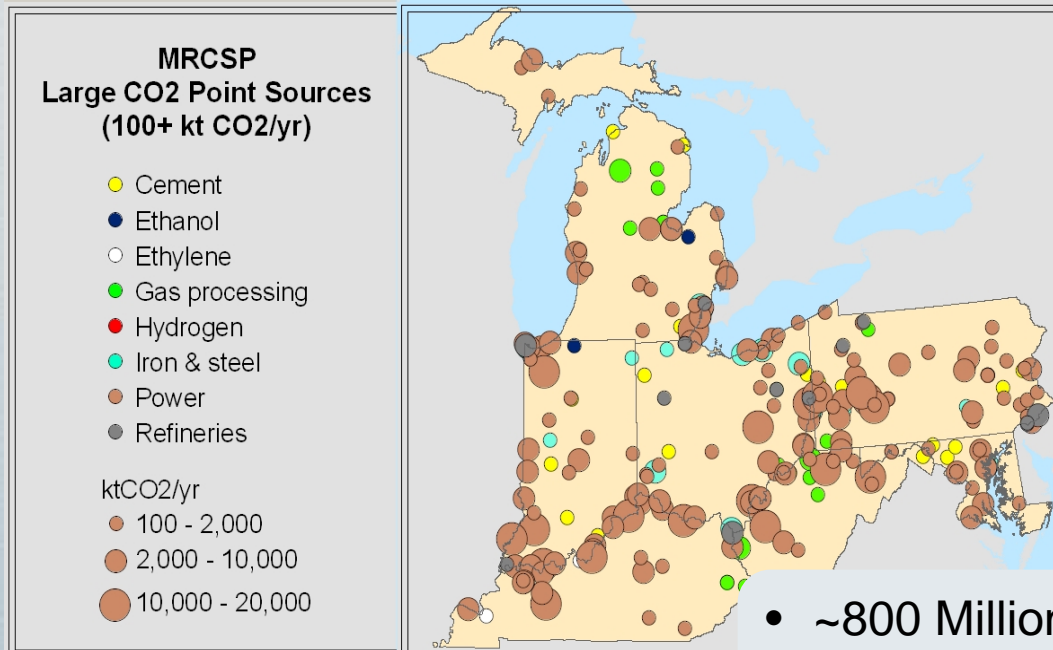 MRCSP
Large CO2 Point Sources
(100+ kt CO2/yr)
Cement
Ethanol
Ethylene
Gas processing
Hydrogen
Iron & steel
Power
Refineries
ktCO2/yr
100 - 2,000
2,000 - 10,000
10,000 - 20,000
• ~800 Million